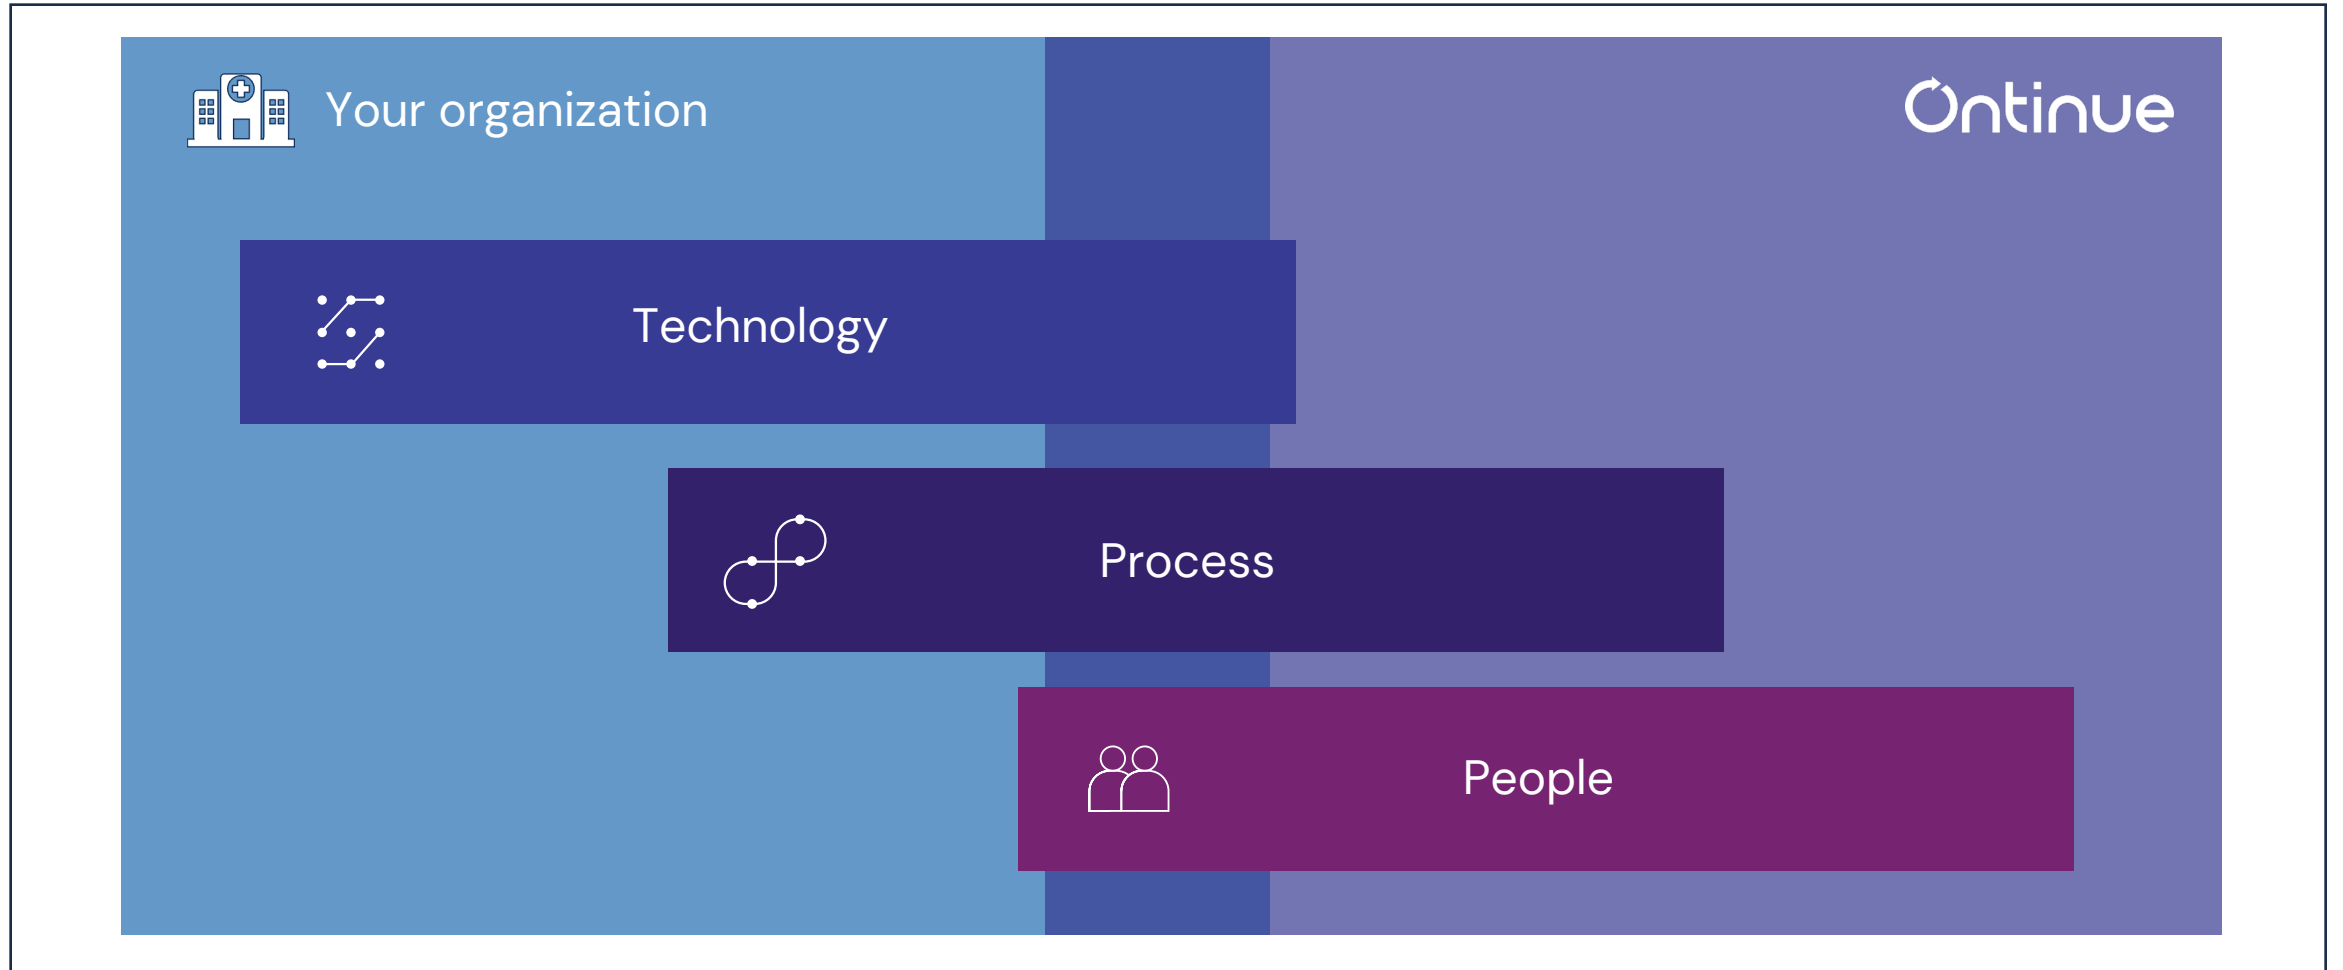 Your organization
Ontinue
Technology
Process
People